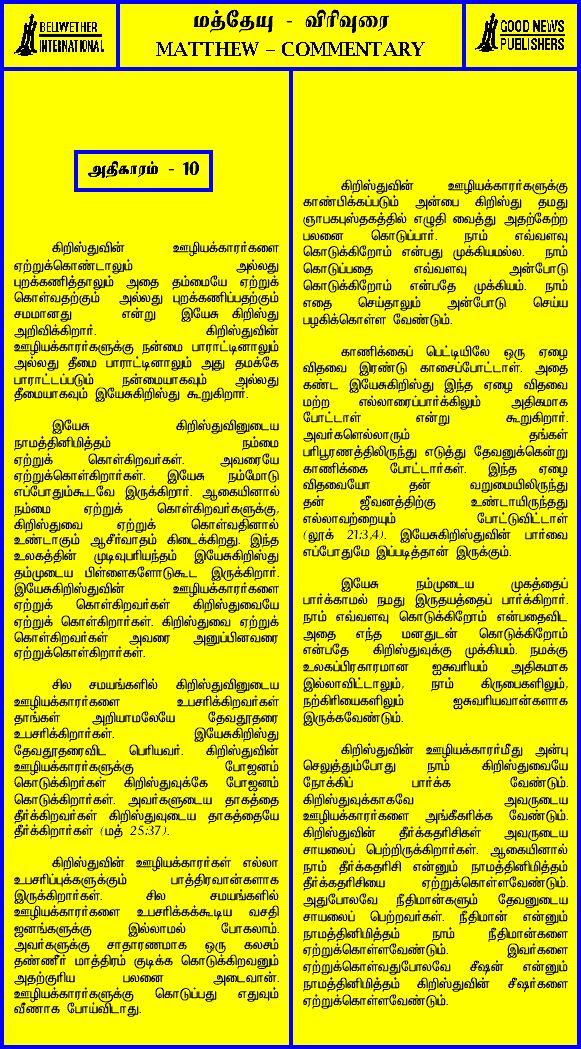 BELIWETHER
INTERNATIONAL
மத்தேயு - விரிவுரை
MATTHEW – COMMENTARY
GOOD NEWS
PUBLISHERS
அதிகாரம் - 10
கிறிஸ்துவின் ஊழியக்காரர்களை
ஏற்றுக்கொண்டாலும் அல்லது
புறக்கணித்தாலும் அதை தம்மையே ஏற்றுக்
கொள்வதற்கும் அல்லது புறக்கணிப்பதற்கும்
சமமானது என்று இயேசு கிறிஸ்து
அறிவிக்கிறார். கிறிஸ்துவின்
ஊழியக்காரர்களுக்கு நன்மை பாராட்டினாலும்
அல்லது தீமை பாராட்டினாலும் அது தமக்கே
பாராட்டப்படும் நன்மையாகவும் அல்லது
தீமையாகவும் இயேசுகிறிஸ்து கூறுகிறார்.
இயேசு கிறிஸ்துவினுடைய
நாமத்தினிமித்தம் நம்மை
ஏற்றுக் கொள்கிறவர்கள். அவரையே
ஏற்றுக்கொள்கிறார்கள். இயேசு நம்மோடு
எப்போதும்கூடவே இருக்கிறார். ஆகையினால்
நம்மை ஏற்றுக் கொள்கிறவர்களுக்கு,
கிறிஸ்துவை ஏற்றுக் கொள்வதினால்
உண்டாகும் ஆசீர்வாதம் கிடைக்கிறது. இந்த
உலகத்தின் முடிவுபரியந்தம் இயேசுகிறிஸ்து
தம்முடைய பிள்ளைகளோடுகூட இருக்கிறார்.
இயேசுகிறிஸ்துவின் ஊழியக்காரர்களை
ஏற்றுக் கொள்கிறவர்கள் கிறிஸ்துவையே
ஏற்றுக் கொள்கிறார்கள். கிறிஸ்துவை ஏற்றுக்
கொள்கிறவர்கள் அவரை அனுப்பினவரை
ஏற்றுக்கொள்கிறார்கள்.
சில சமயங்களில் கிறிஸ்துவினுடைய
ஊழியக்காரர்களை உபசரிக்கிறவர்கள்
தாங்கள் அறியாமலேயே தேவதூதரை
உபசரிக்கிறார்கள். இயேசுகிறிஸ்து
தேவதூதரைவிட பெரியவர். கிறிஸ்துவின்
ஊழியக்காரர்களுக்கு போஜனம்
கொடுக்கிறர்கள் கிறிஸ்துவுக்கே போஜனம்
கொடுக்கிறார்கள். அவர்களுடைய தாகத்தை
தீர்க்கிறவர்கள் கிறிஸ்துவுடைய தாகத்தையே
தீர்க்கிறார்கள் (மத் 25:37).
கிறிஸ்துவின் ஊழியக்காரர்கள் எல்லா
உபசரிப்புக்களுக்கும் பாத்திரவான்களாக
இருக்கிறார்கள். சில சமயங்களில்
ஊழியக்காரர்களை உபசரிக்கக்கூடிய வசதி
ஜனங்களுக்கு இல்லாமல் போகலாம்.
அவர்களுக்கு சாதாரணமாக ஒரு கலசம்
தண்ணீர் மாத்திரம் குடிக்க கொடுக்கிறவனும்
அதற்குரிய பலனை அடைவான்.
ஊழியக்காரர்களுக்கு கொடுப்பது எதுவும்
வீணாக போய்விடாது.
கிறிஸ்துவின் ஊழியக்காரர்களுக்கு
காண்பிக்கப்படும் அன்பை கிறிஸ்து தமது
ஞாபகபுஸ்தகத்தில் எழுதி வைத்து அதற்கேற்ற
பலனை கொடுப்பார். நாம் எவ்வளவு
கொடுக்கிறோம் என்பது முக்கியமல்ல. நாம்
கொடுப்பதை எவ்வளவு அன்போடு
கொடுக்கிறோம் என்பதே முக்கியம். நாம்
எதை செய்தாலும் அன்போடு செய்ய
பழகிக்கொள்ள வேண்டும்.
காணிக்கைப் பெட்டியிலே ஒரு ஏழை
விதவை இரண்டு காசைப்போட்டாள். அதை
கண்ட இயேசுகிறிஸ்து இந்த ஏழை விதவை
மற்ற எல்லாரைப்பார்க்கிலும் அதிகமாக
போட்டாள் என்று கூறுகிறார்.
அவர்களெல்லாரும் தங்கள்
பரிபூரணத்திலிருந்து எடுத்து தேவனுக்கென்று
காணிக்கை போட்டார்கள். இந்த ஏழை
விதவையோ தன் வறுமையிலிருந்து
தன் ஜீவனத்திற்கு உண்டாயிருந்தது
எல்லாவற்றையும் போட்டுவிட்டாள்
(லூக் 21:3,4). இயேசுகிறிஸ்துவின் பார்வை
எப்போதுமே இப்படித்தான் இருக்கும்.
இயேசு நம்முடைய முகத்தைப்
பார்க்காமல் நமது இருதயத்தைப் பார்க்கிறார்.
நாம் எவ்வளவு கொடுக்கிறோம் என்பதைவிட
அதை எந்த மனதுடன் கொடுக்கிறோம்
என்பதே கிறிஸ்துவுக்கு முக்கியம். நமக்கு
உலகப்பிரகாரமான ஐசுவரியம் அதிகமாக
இல்லாவிட்டாலும், நாம் கிருபைகளிலும்,
நற்கிரியைகளிலும் ஐசுவரியவான்களாக
இருக்கவேண்டும்.
கிறிஸ்துவின் ஊழியக்காரர்மீது அன்பு
செலுத்தும்போது நாம் கிறிஸ்துவையே
நோக்கிப் பார்க்க வேண்டும்.
கிறிஸ்துவுக்காகவே அவருடைய
ஊழியக்காரர்களை அங்கீகரிக்க வேண்டும்.
கிறிஸ்துவின் தீர்க்கதரிசிகள் அவருடைய
சாயலைப் பெற்றிருக்கிறார்கள். ஆகையினால்
நாம் தீர்க்கதரிசி என்னும் நாமத்தினிமித்தம்
தீர்க்கதரிசியை ஏற்றுக்கொள்ளவேண்டும்.
அதுபோலவே நீதிமான்களும் தேவனுடைய
சாயலைப் பெற்றவர்கள். நீதிமான் என்னும்
நாமத்தினிமித்தம் நாம் நீதிமான்களை
ஏற்றுக்கொள்ளவேண்டும். இவர்களை
ஏற்றுக்கொள்வதுபோலவே சீஷன் என்னும்
நாமத்தினிமித்தம் கிறிஸ்துவின் சீஷர்களை
ஏற்றுக்கொள்ளவேண்டும்.